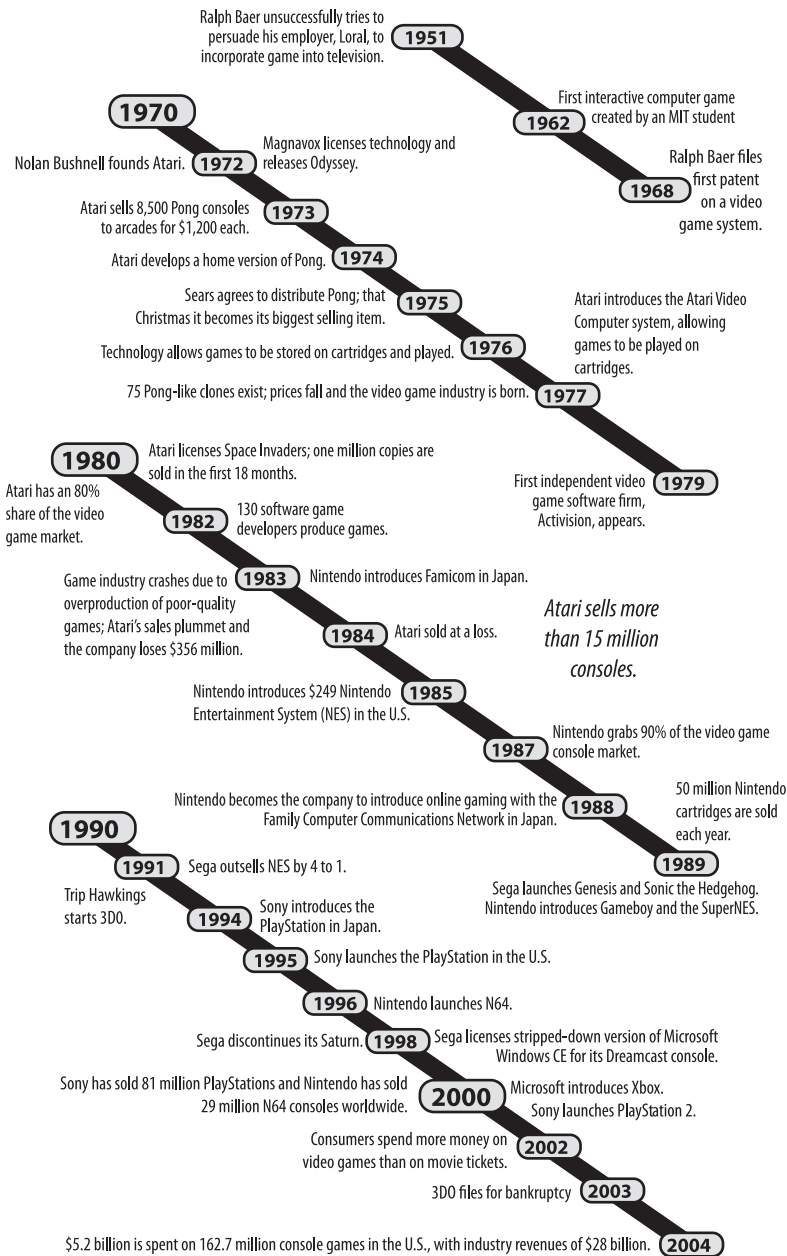 Ralph Baer unsuccessfully tries to
persuade his employer, Loral, to
incorporate game into television.
1951
First interactive computer game
created by an MIT student
1962
Ralph Baer files
first patent
on a video
game system.
1968
1970
Nolan Bushnell founds Atari.
1972
Magnavox licenses technology and
releases Odyssey.
Atari sells 8,500 Pong consoles
to arcades for $1,200 each.
1973
Atari develops a home version of Pong.
1974
Sears agrees to distribute Pong; that
Christmas it becomes its biggest selling item.
1975
Technology allows games to be stored on cartridges and played.
1976
Atari introduces the Atari Video
Computer system, allowing
games to be played on
cartridges.
75 Pong-like clones exist; prices fall and the video game industry is born.
1977
First independent video
game software firm,
Activision, appears.
1979
1980
Atari licenses Space Invaders; one million copies are
sold in the first 18 months.
Atari has an 80%
share of the video
game market.
1982
130 software game
developers produce games.
Game industry crashes due to
overproduction of poor-quality
games; Atari's sales plummet and
the company loses $356 million.
1983
Nintendo introduces Famicom in Japan.
1984
Atari sold at a loss.
Atari sells more
than 15 million
consoles.
Nintendo introduces $249 Nintendo
Entertainment System (NES) in the U.S.
1985
1987
Nintendo grabs 90% of the video game
console market.
Nintendo becomes the company to introduce online gaming with the
Family Computer Communications Network in Japan.
1988
50 million Nintendo
cartridges are sold
each year.
1989
Sega launches Genesis and Sonic the Hedgehog.
Nintendo introduces Gameboy and the SuperNES.
1990
1991
Sega outsells NES by 4 to 1.
Trip Hawkings
starts 3D0.
1994
Sony introduces the
PlayStation in Japan.
1995
Sony launches the PlayStation in the U.S.
1996
Nintendo launches N64.
Sega discontinues its Saturn.
1998
Sega licenses stripped-down version of Microsoft
Windows CE for its Dreamcast console.
Sony has sold 81 million PlayStations and Nintendo has sold
29 million N64 consoles worldwide.
2000
Microsoft introduces Xbox.
Sony launches PlayStation 2.
Consumers spend more money on
video games than on movie tickets.
2002
3DO files for bankruptcy
2003
$5.2 billion is spent on 162.7 million console games in the U.S., with industry revenues of $28 billion.
2004